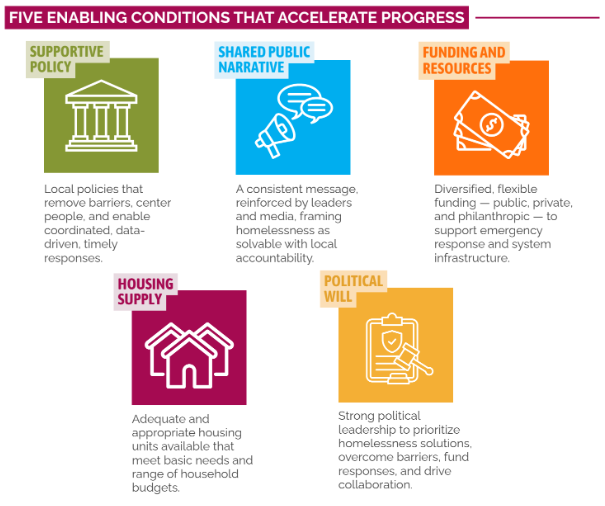 FIVE ENABLING CONDITIONS THAT ACCELERATE PROGRESS
SUPPORTIVE
POLICY
Local policies that
remove barriers, center
people, and enable
coordinated, data-
driven, timely
responses.
SHARED PUBLIC
NARRATIVE
A consistent message,
reinforced by leaders
and media, framing
homelessness as
solvable with local
accountability.
FUNDING AND
RESOURCES
$
Diversified, flexible
funding — public, private,
and philanthropic — to
support emergency
response and system
infrastructure.
HOUSING
SUPPLY
Adequate and
appropriate housing
units available that
meet basic needs and
range of household
budgets.
POLITICAL
WILL
Strong political
leadership to prioritize
homelessness solutions,
overcome barriers, fund
responses, and drive
collaboration.